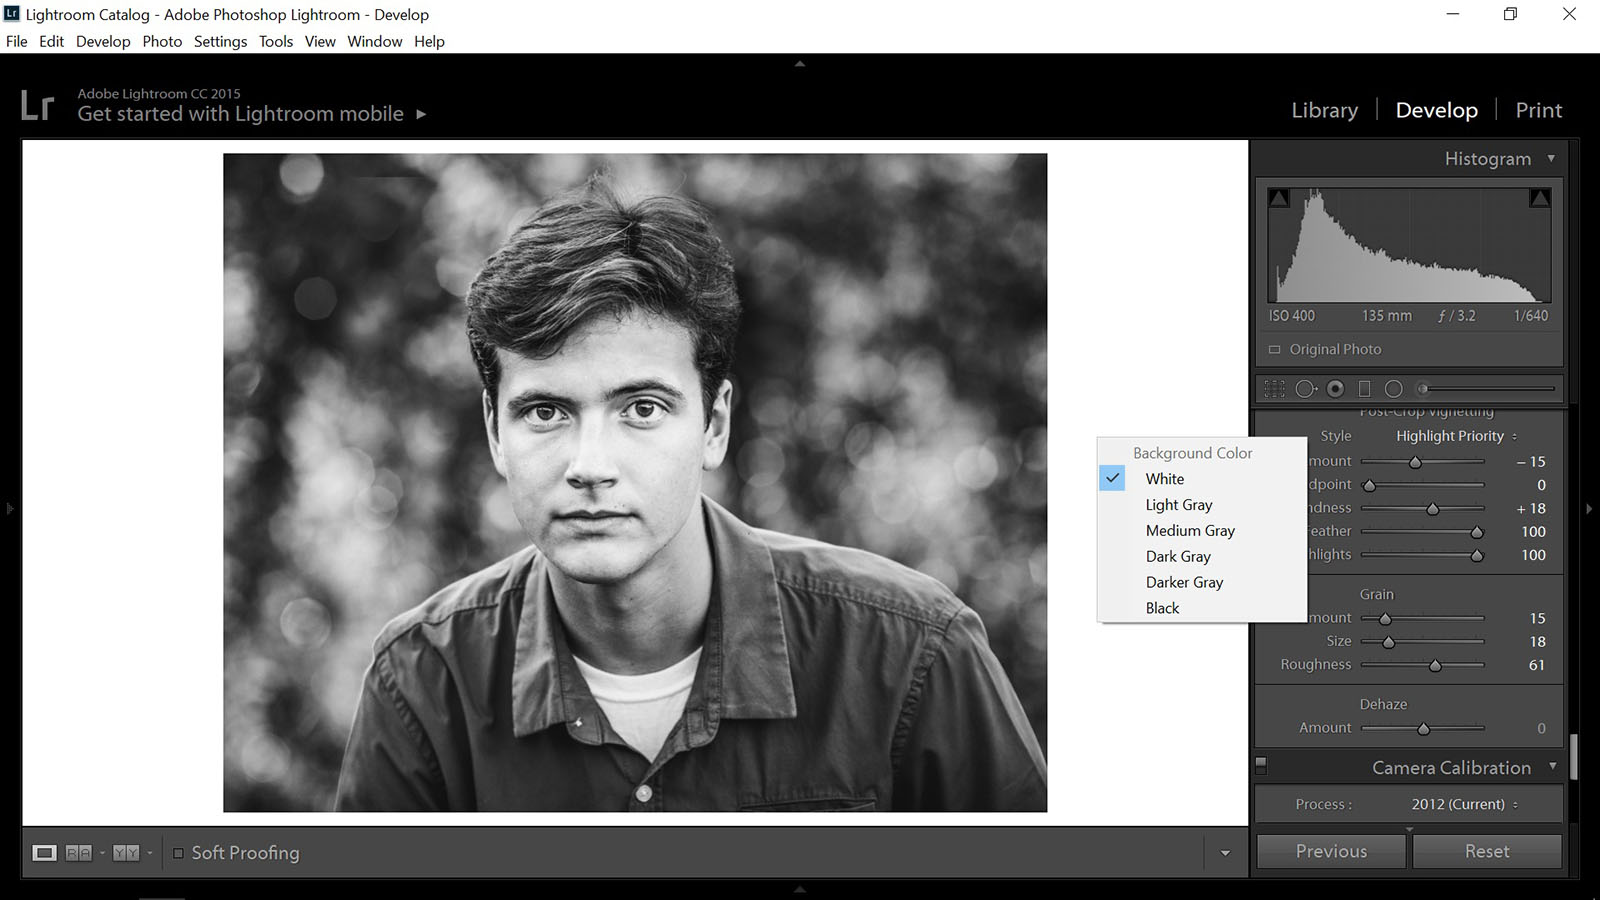 Lr Lightroom Catalog - Adobe Photoshop Lightroom - Develop
File Edit Develop Photo Settings Tools View Window Help
Lr
Adobe Lightroom CC 2015
Get started with Lightroom mobile
Library Develop Print
Histogram
ISO 400 135 mm ƒ / 3.2 1/640
Original Photo
Post-Crop Vignetting
Style Highlight Priority
mount − 15
dpoint 0
ndness + 18
eather 100
hlights 100
Background Color
White
Light Gray
Medium Gray
Dark Gray
Darker Gray
Black
Grain
mount 15
Size 18
Roughness 61
Dehaze
Amount 0
Camera Calibration
Process : 2012 (Current)
R A Y Y Soft Proofing
Previous Reset